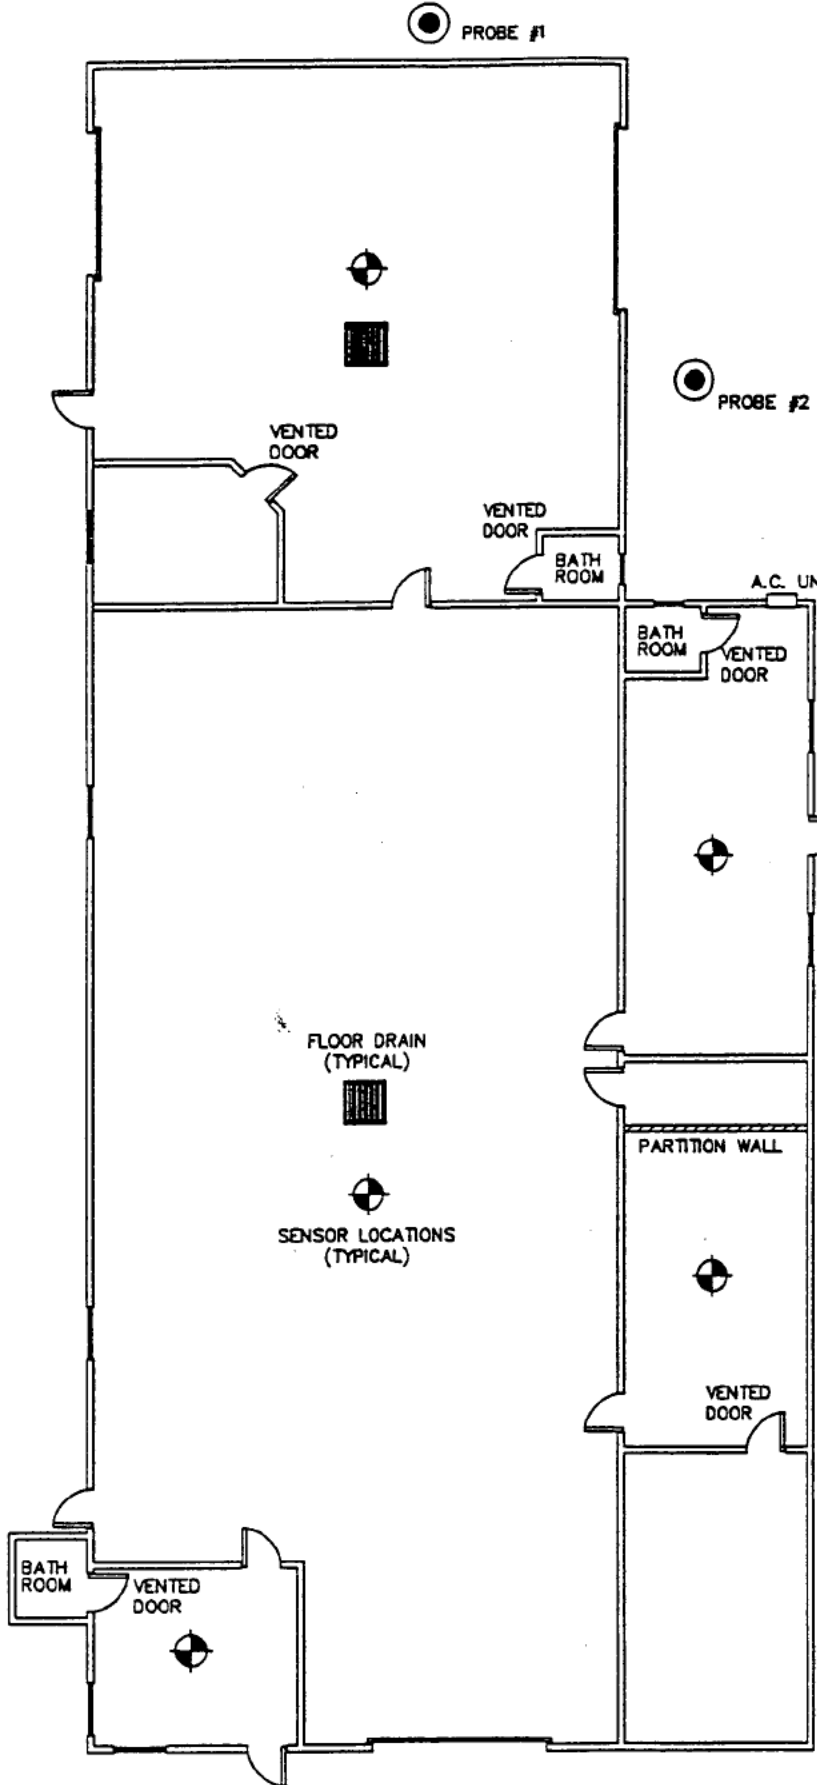 PROBE #1
PROBE #2
VENTED
DOOR
VENTED
DOOR
BATH
ROOM
A.C. UN
BATH
ROOM
VENTED
DOOR
FLOOR DRAIN
(TYPICAL)
PARTITION WALL
SENSOR LOCATIONS
(TYPICAL)
VENTED
DOOR
BATH
ROOM
VENTED
DOOR